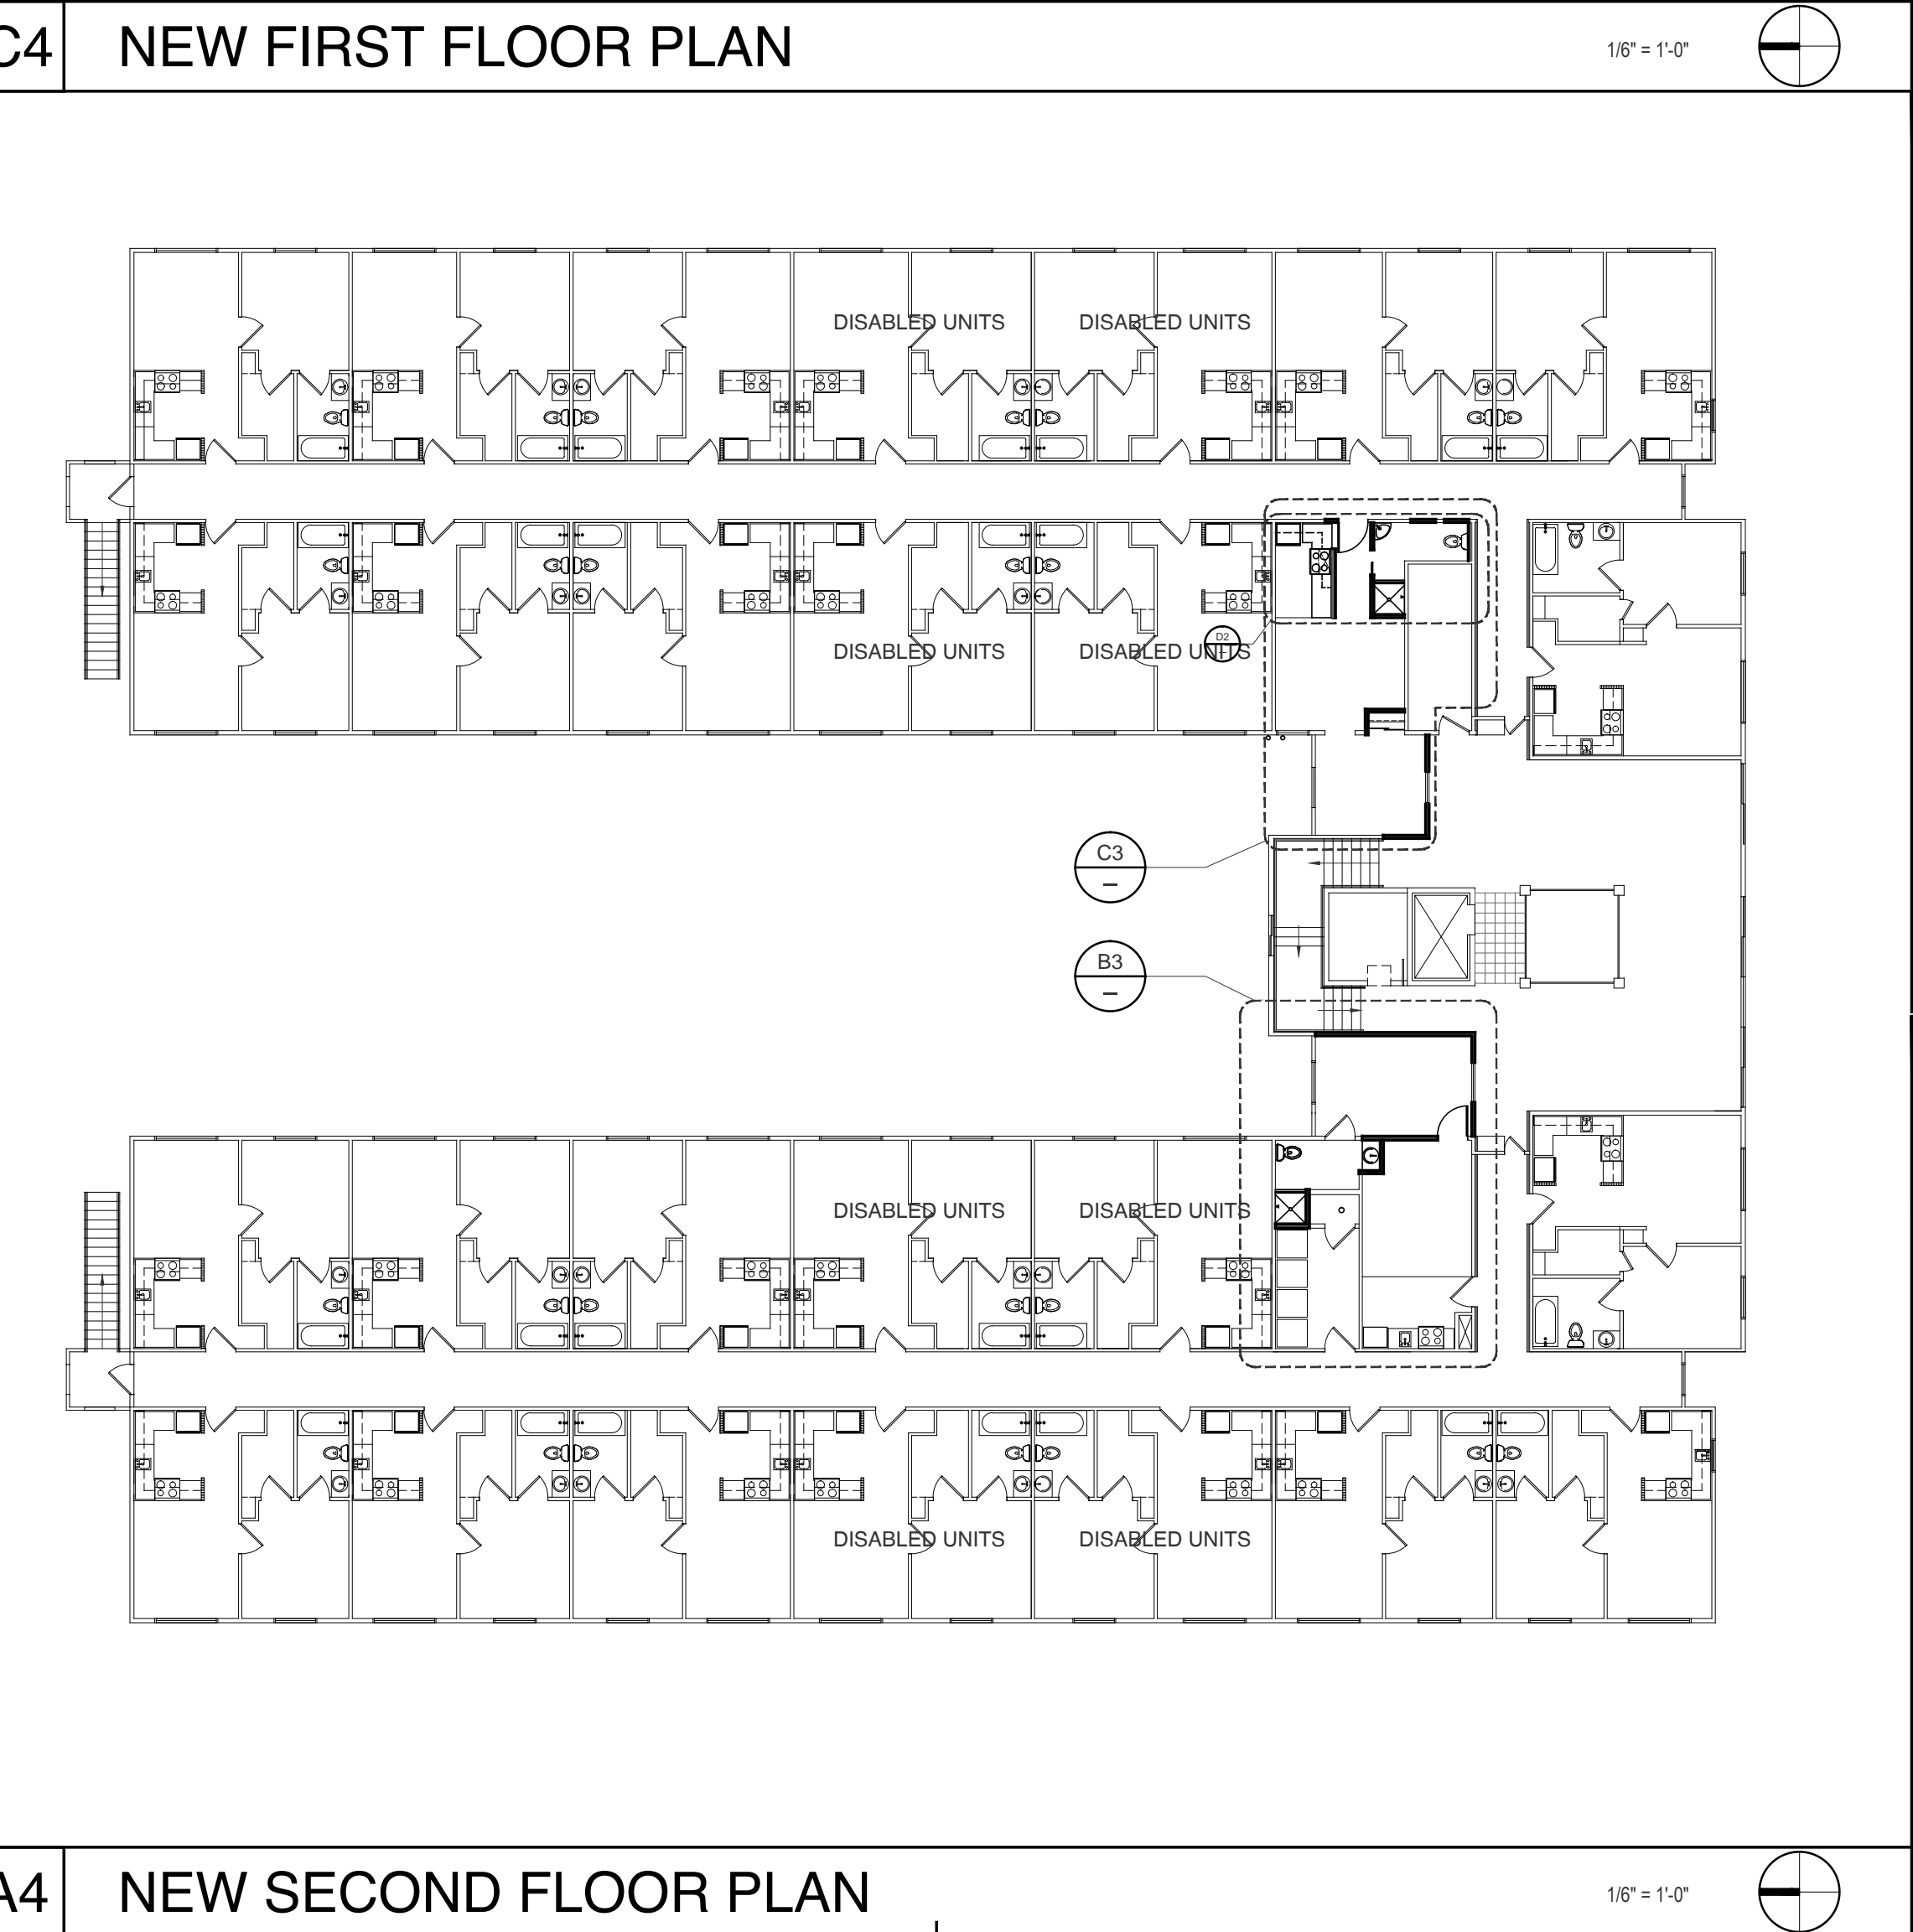 C4
NEW FIRST FLOOR PLAN
1/6" = 1'-0"
DISABLED UNITS
DISABLED UNITS
D2
DISABLED UNITS
DISABLED UNITS
C3
–
B3
–
DISABLED UNITS
DISABLED UNITS
DISABLED UNITS
DISABLED UNITS
A4
NEW SECOND FLOOR PLAN
1/6" = 1'-0"